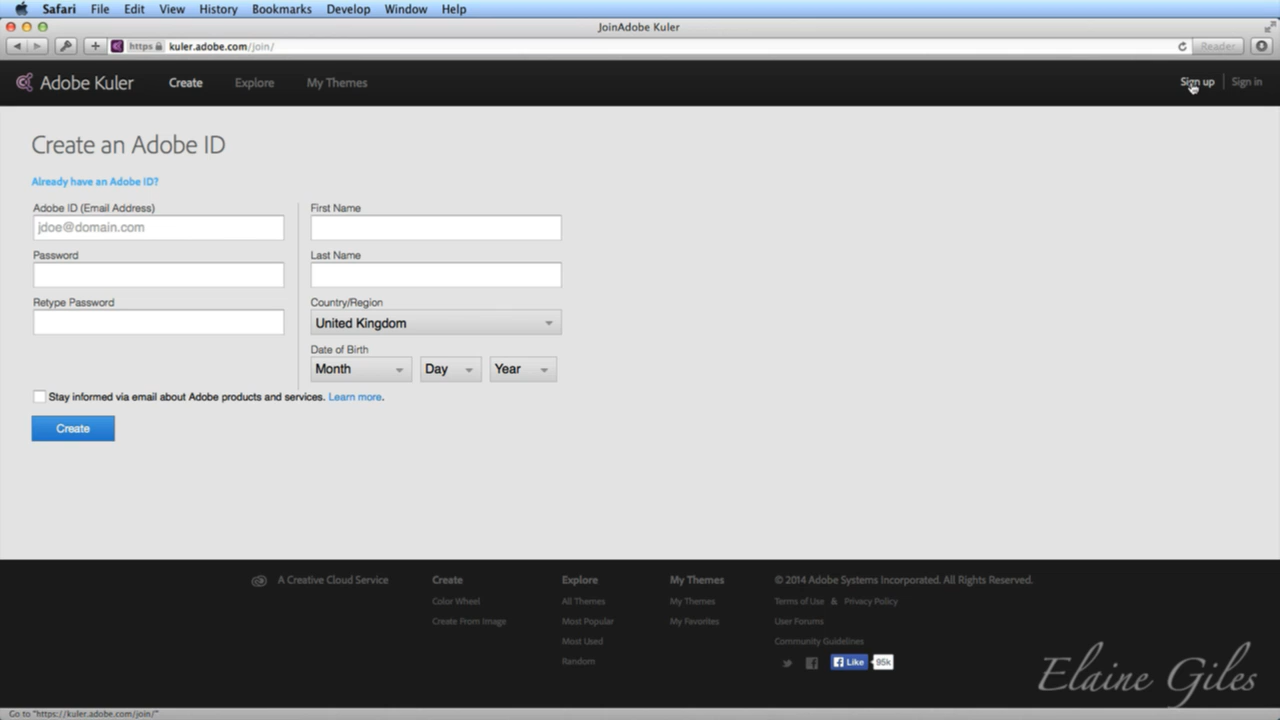 Safari File Edit View History Bookmarks Develop Window Help
JoinAdobe Kuler
https kuler.adobe.com/join/ Reader
Adobe Kuler Create Explore My Themes Sign up Sign in
Create an Adobe ID
Already have an Adobe ID?
Adobe ID (Email Address) First Name
jdoe@domain.com
Password Last Name
Retype Password Country/Region
United Kingdom
Date of Birth
Month Day Year
Stay informed via email about Adobe products and services. Learn more.
Create
A Creative Cloud Service Create Explore My Themes © 2014 Adobe Systems Incorporated. All Rights Reserved.
Color Wheel All Themes My Themes Terms of Use & Privacy Policy
Create From Image Most Popular My Favorites User Forums
Most Used Community Guidelines
Random Like 95k
Elaine Giles
Go to "https://kuler.adobe.com/join/"